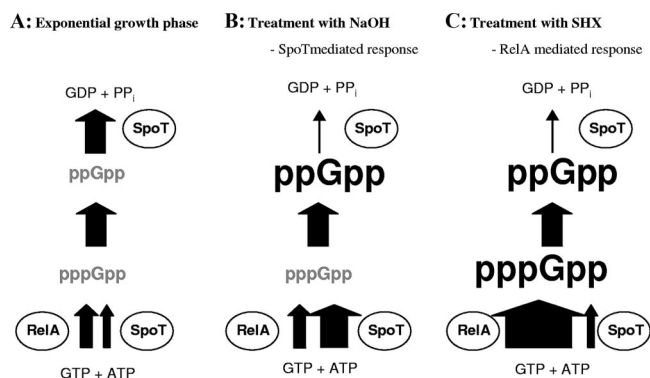 A: Exponential growth phase
GDP + PPi
SpoT
ppGpp
pppGpp
RelA
SpoT
GTP + ATP
B: Treatment with NaOH
- SpoTmediated response
GDP + PPi
SpoT
ppGpp
pppGpp
RelA
SpoT
GTP + ATP
C: Treatment with SHX
- RelA mediated response
GDP + PPi
SpoT
ppGpp
pppGpp
RelA
SpoT
GTP + ATP